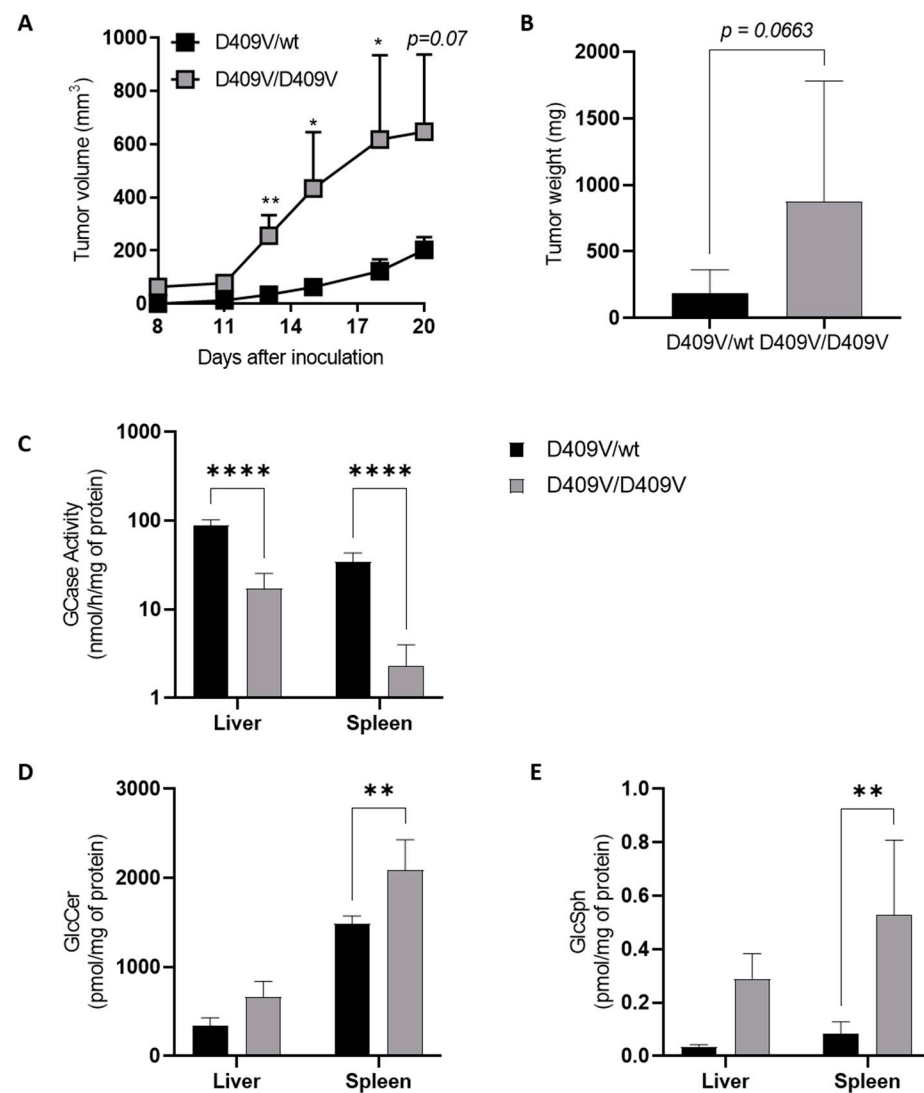 A
1000
800
600
400
200
0
Tumor volume (mm³)
D409V/wt
D409V/D409V
**
*
*
p=0.07
8
11
14
17
20
Days after inoculation
B
2000
1500
1000
500
0
Tumor weight (mg)
p = 0.0663
D409V/wt D409V/D409V
C
1000
100
10
1
GCase Activity
(nmol/h/mg of protein)
****
****
Liver
Spleen
D409V/wt
D409V/D409V
D
3000
2000
1000
0
GlcCer
(pmol/mg of protein)
**
Liver
Spleen
E
1.0
0.8
0.6
0.4
0.2
0.0
GlcSph
(pmol/mg of protein)
**
Liver
Spleen